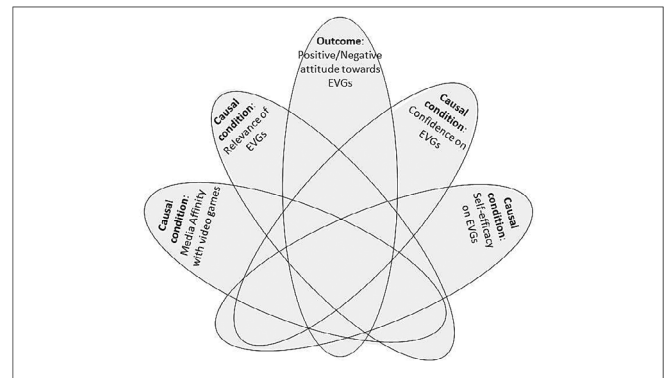 Outcome:
Positive/Negative
attitude towards
EVGs
Causal
condition:
Relevance of
EVGs
Causal
condition:
Confidence on
EVGs
Causal
condition:
Media Affinity
with video games
Causal
condition:
Self-efficacy
on EVGs